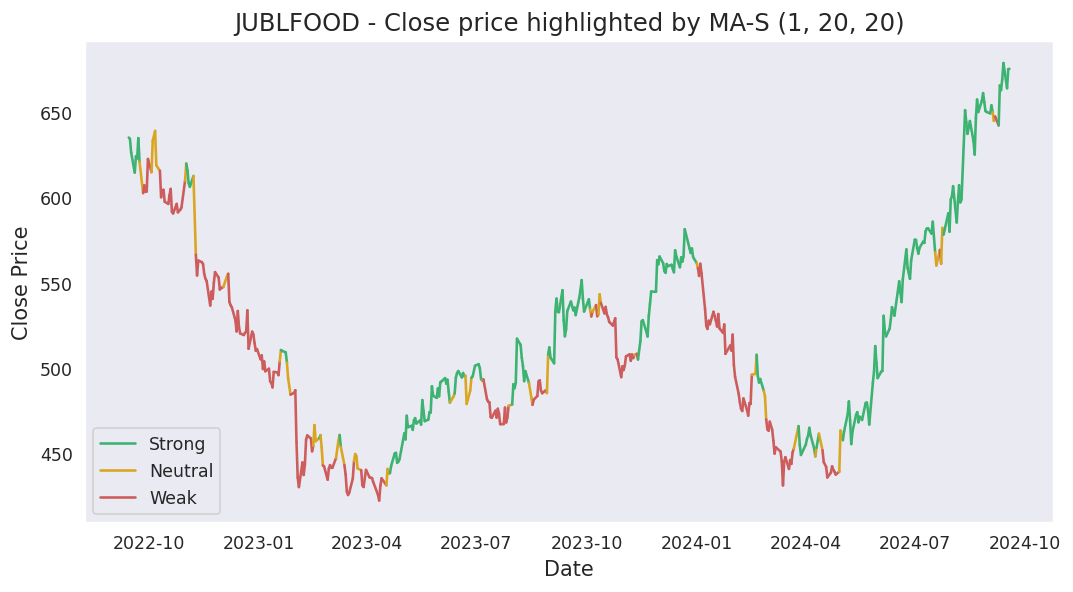 JUBLFOOD - Close price highlighted by MA-S (1, 20, 20)
Close Price
650
600
550
500
450
Strong
Neutral
Weak
2022-10
2023-01
2023-04
2023-07
2023-10
2024-01
2024-04
2024-07
2024-10
Date